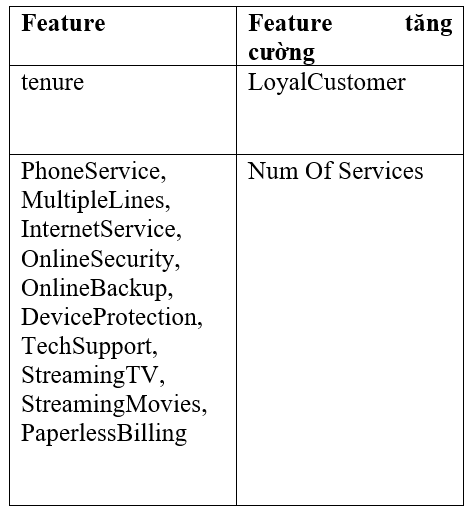 Feature
Feature tăng
cường
tenure
LoyalCustomer
PhoneService,
MultipleLines,
InternetService,
OnlineSecurity,
OnlineBackup,
DeviceProtection,
TechSupport,
StreamingTV,
StreamingMovies,
PaperlessBilling
Num Of Services